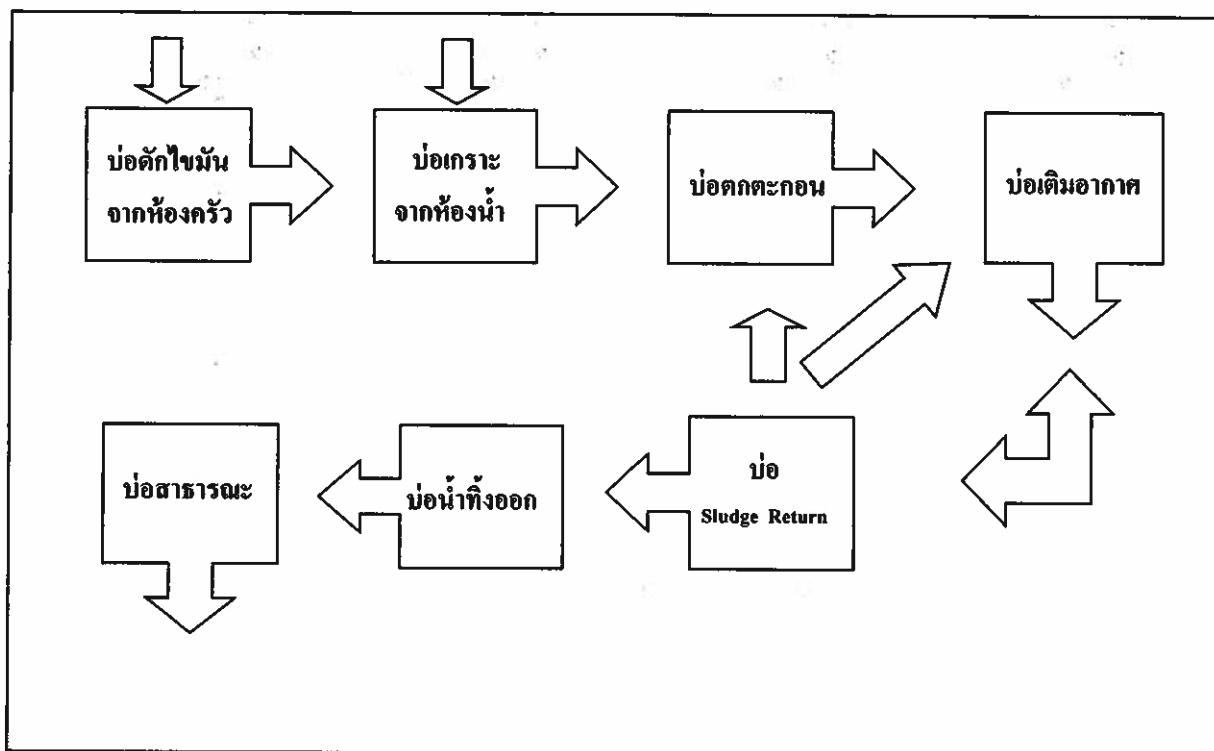 บ่อดักไขมัน
จากห้องครัว
บ่อเกราะ
จากห้องน้ำ
บ่อตกตะกอน
บ่อเติมอากาศ
บ่อสาธารณะ
บ่อน้ำทิ้งออก
บ่อ
Sludge Return